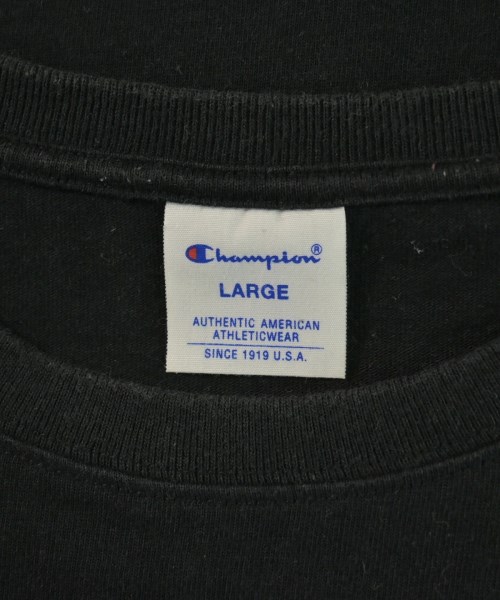 Champion®
LARGE
AUTHENTIC AMERICAN
ATHLETICWEAR
SINCE 1919 U.S.A.